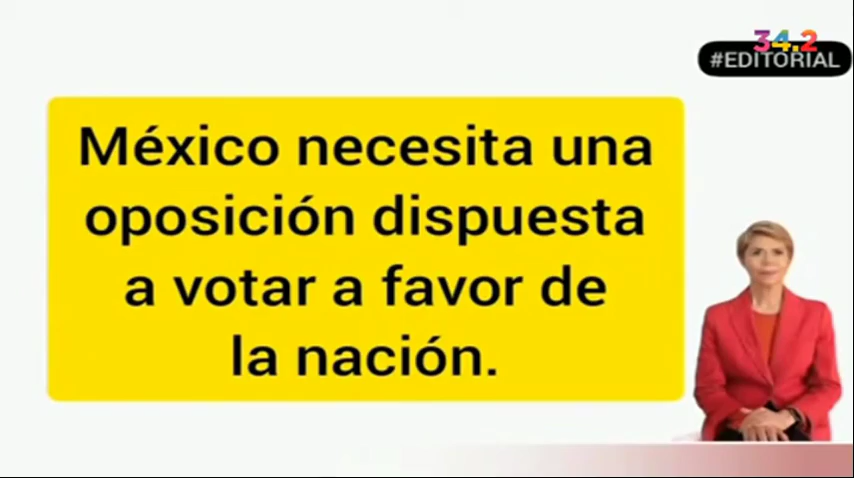 34.2
#EDITORIAL
México necesita una
oposición dispuesta
a votar a favor de
la nación.